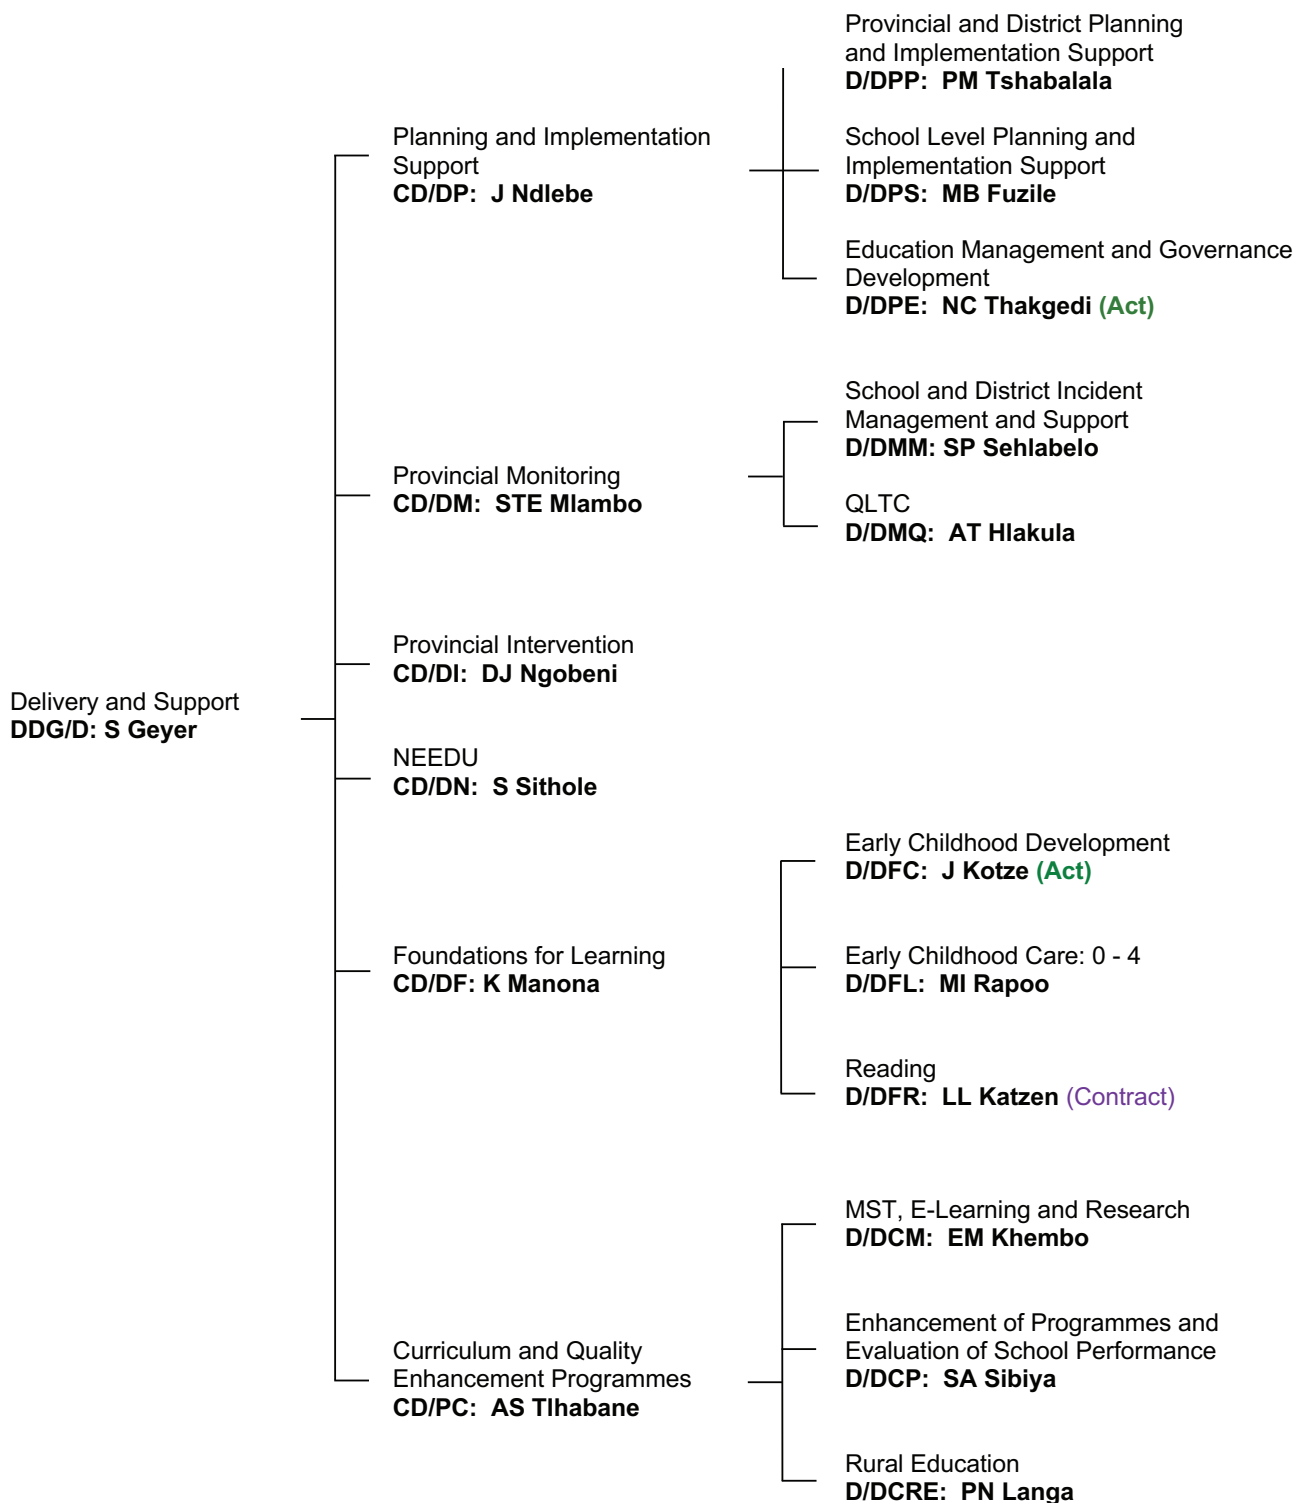 Delivery and Support
DDG/D: S Geyer
Planning and Implementation
Support
CD/DP: J Ndlebe
Provincial and District Planning
and Implementation Support
D/DPP: PM Tshabalala
School Level Planning and
Implementation Support
D/DPS: MB Fuzile
Education Management and Governance
Development
D/DPE: NC Thakgedi (Act)
Provincial Monitoring
CD/DM: STE Mlambo
School and District Incident
Management and Support
D/DMM: SP Sehlabelo
QLTC
D/DMQ: AT Hlakula
Provincial Intervention
CD/DI: DJ Ngobeni
NEEDU
CD/DN: S Sithole
Foundations for Learning
CD/DF: K Manona
Early Childhood Development
D/DFC: J Kotze (Act)
Early Childhood Care: 0 - 4
D/DFL: MI Rapoo
Reading
D/DFR: LL Katzen (Contract)
Curriculum and Quality
Enhancement Programmes
CD/PC: AS Tlhabane
MST, E-Learning and Research
D/DCM: EM Khembo
Enhancement of Programmes and
Evaluation of School Performance
D/DCP: SA Sibiya
Rural Education
D/DCRE: PN Langa